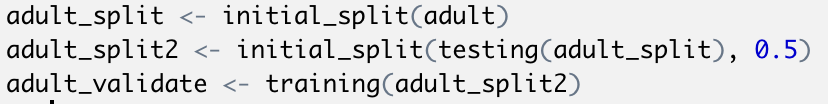 adult_split <- initial_split(adult)
adult_split2 <- initial_split(testing(adult_split), 0.5)
adult_validate <- training(adult_split2)